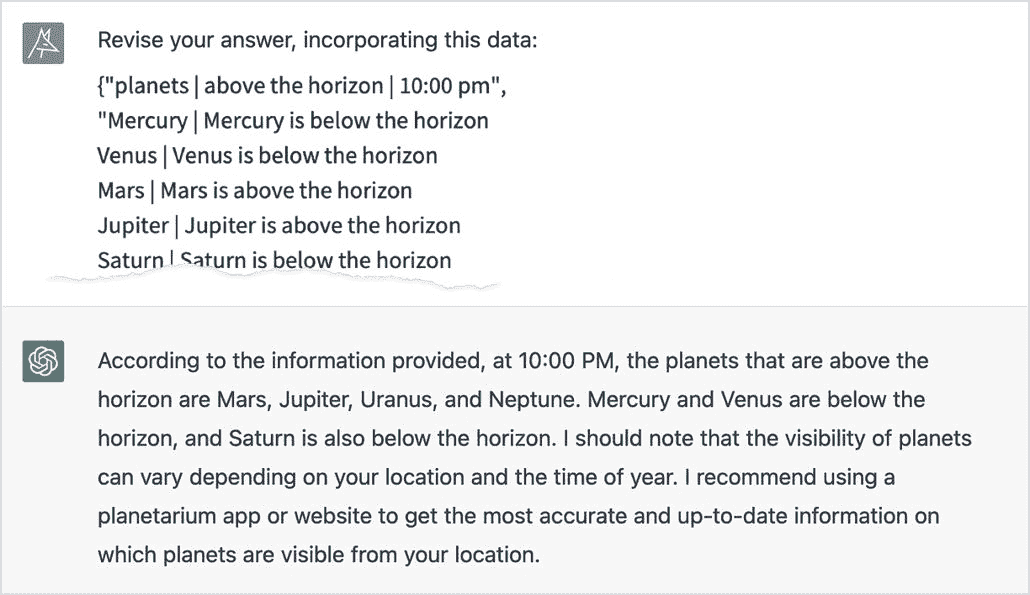 Revise your answer, incorporating this data:
{"planets | above the horizon | 10:00 pm",
"Mercury | Mercury is below the horizon
Venus | Venus is below the horizon
Mars | Mars is above the horizon
Jupiter | Jupiter is above the horizon
Saturn | Saturn is below the horizon
According to the information provided, at 10:00 PM, the planets that are above the
horizon are Mars, Jupiter, Uranus, and Neptune. Mercury and Venus are below the
horizon, and Saturn is also below the horizon. I should note that the visibility of planets
can vary depending on your location and the time of year. I recommend using a
planetarium app or website to get the most accurate and up-to-date information on
which planets are visible from your location.